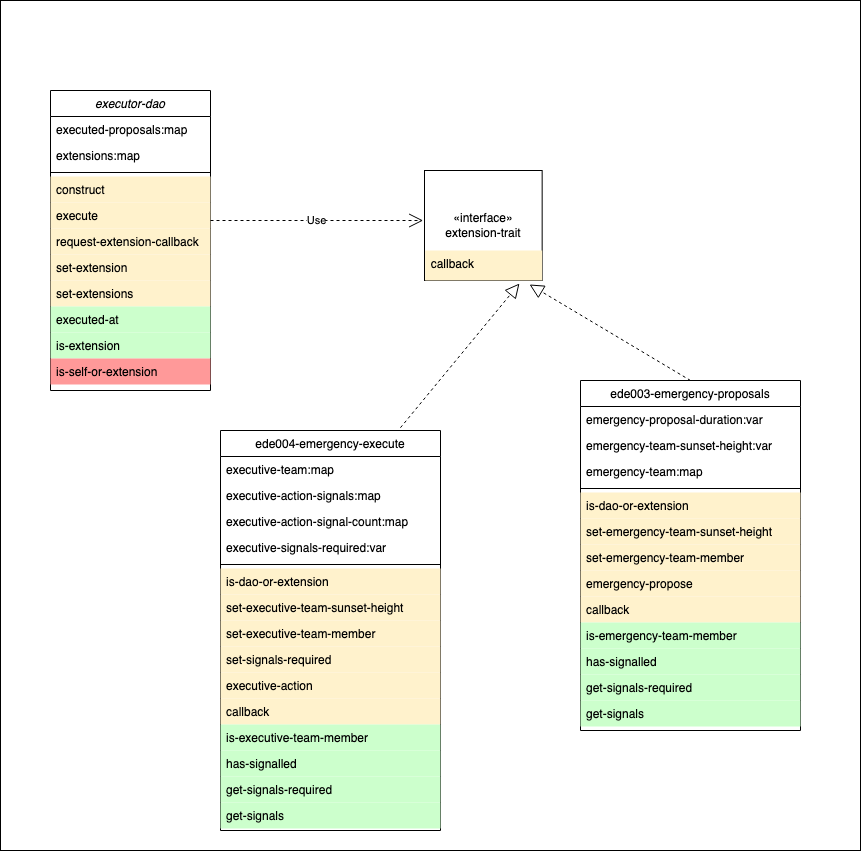 executor-dao
executed-proposals:map
extensions:map
construct
execute
request-extension-callback
set-extension
set-extensions
executed-at
is-extension
is-self-or-extension
Use
«interface»
extension-trait
callback
ede004-emergency-execute
executive-team:map
executive-action-signals:map
executive-action-signal-count:map
executive-signals-required:var
is-dao-or-extension
set-executive-team-sunset-height
set-executive-team-member
set-signals-required
executive-action
callback
is-executive-team-member
has-signalled
get-signals-required
get-signals
ede003-emergency-proposals
emergency-proposal-duration:var
emergency-team-sunset-height:var
emergency-team:map
is-dao-or-extension
set-emergency-team-sunset-height
set-emergency-team-member
emergency-propose
callback
is-emergency-team-member
has-signalled
get-signals-required
get-signals